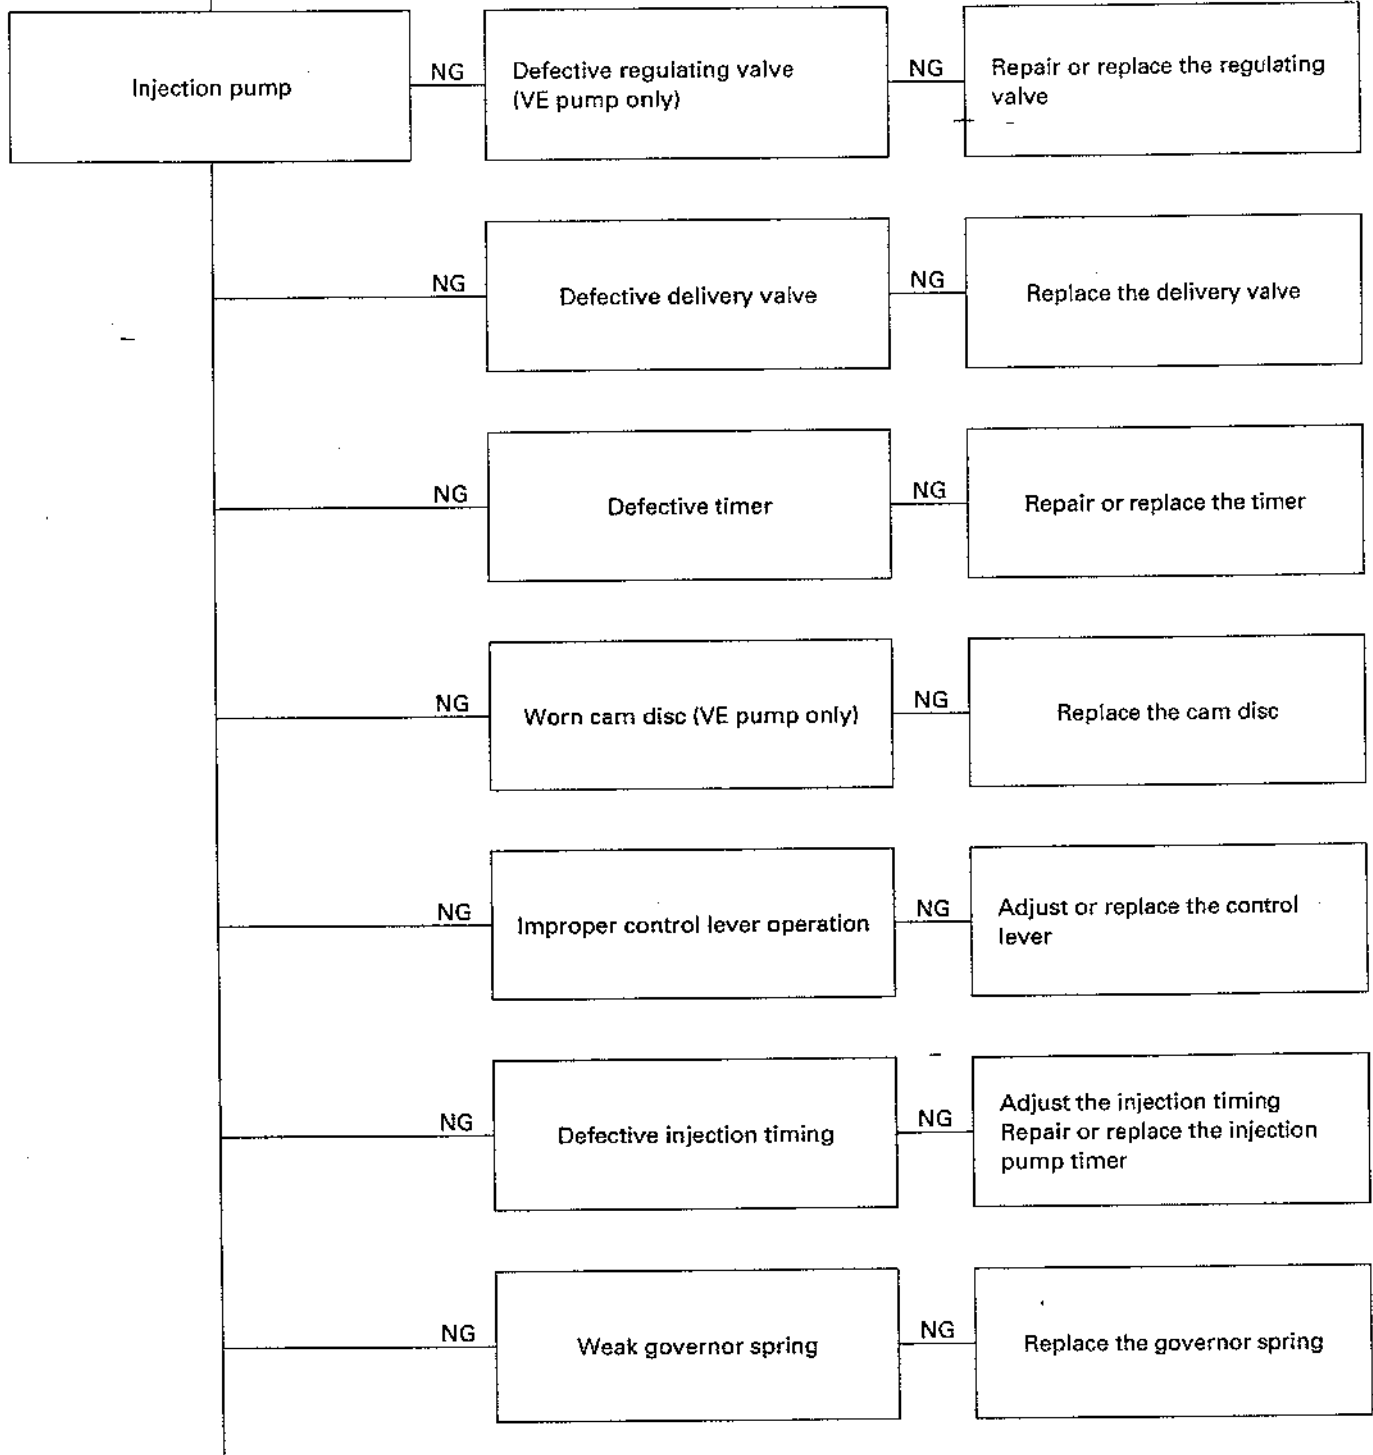 Injection pump
NG
Defective regulating valve
(VE pump only)
NG
Repair or replace the regulating
valve
NG
Defective delivery valve
NG
Replace the delivery valve
NG
Defective timer
NG
Repair or replace the timer
NG
Worn cam disc (VE pump only)
NG
Replace the cam disc
NG
Improper control lever operation
NG
Adjust or replace the control
lever
NG
Defective injection timing
NG
Adjust the injection timing
Repair or replace the injection
pump timer
NG
Weak governor spring
NG
Replace the governor spring